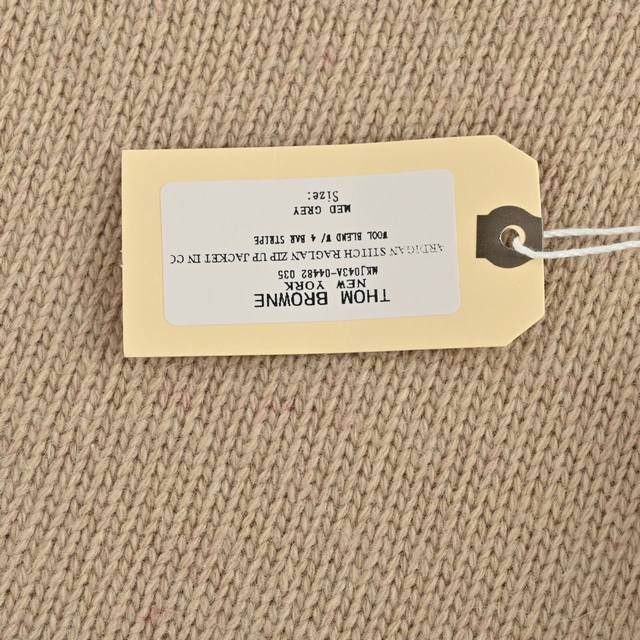 THOM BROWNE
NEW YORK
MKJ043A-04482 035
ARDIGAN STITCH RAGLAN ZIP UP JACKET IN CC
WOOL BLEND W/ 4 BAR STRIPE
MED GREY
Size: